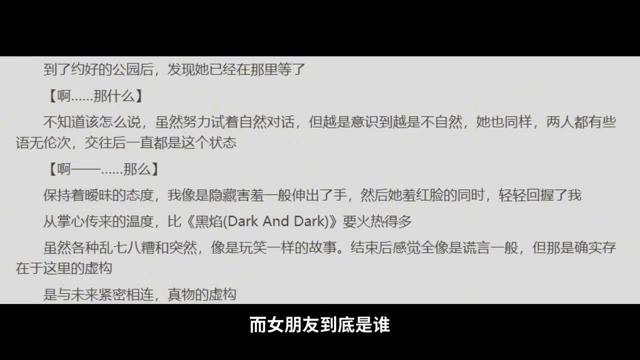 到了约好的公园后，发现她已经在那里等了
【啊......那什么】
不知道该怎么说，虽然努力试着自然对话，但越是意识到越是不自然，她也同样，两人都有些
语无伦次，交往后一直都是这个状态
【啊——......那么】
保持着暧昧的态度，我像是隐藏害羞一般伸出了手，然后她羞红脸的同时，轻轻回握了我
从掌心传来的温度，比《黑焰(Dark And Dark)》要火热得多
虽然各种乱七八糟和突然，像是玩笑一样的故事。结束后感觉全像是谎言一般，但那是确实存
在于这里的虚构
是与未来紧密相连，真物的虚构
而女朋友到底是谁